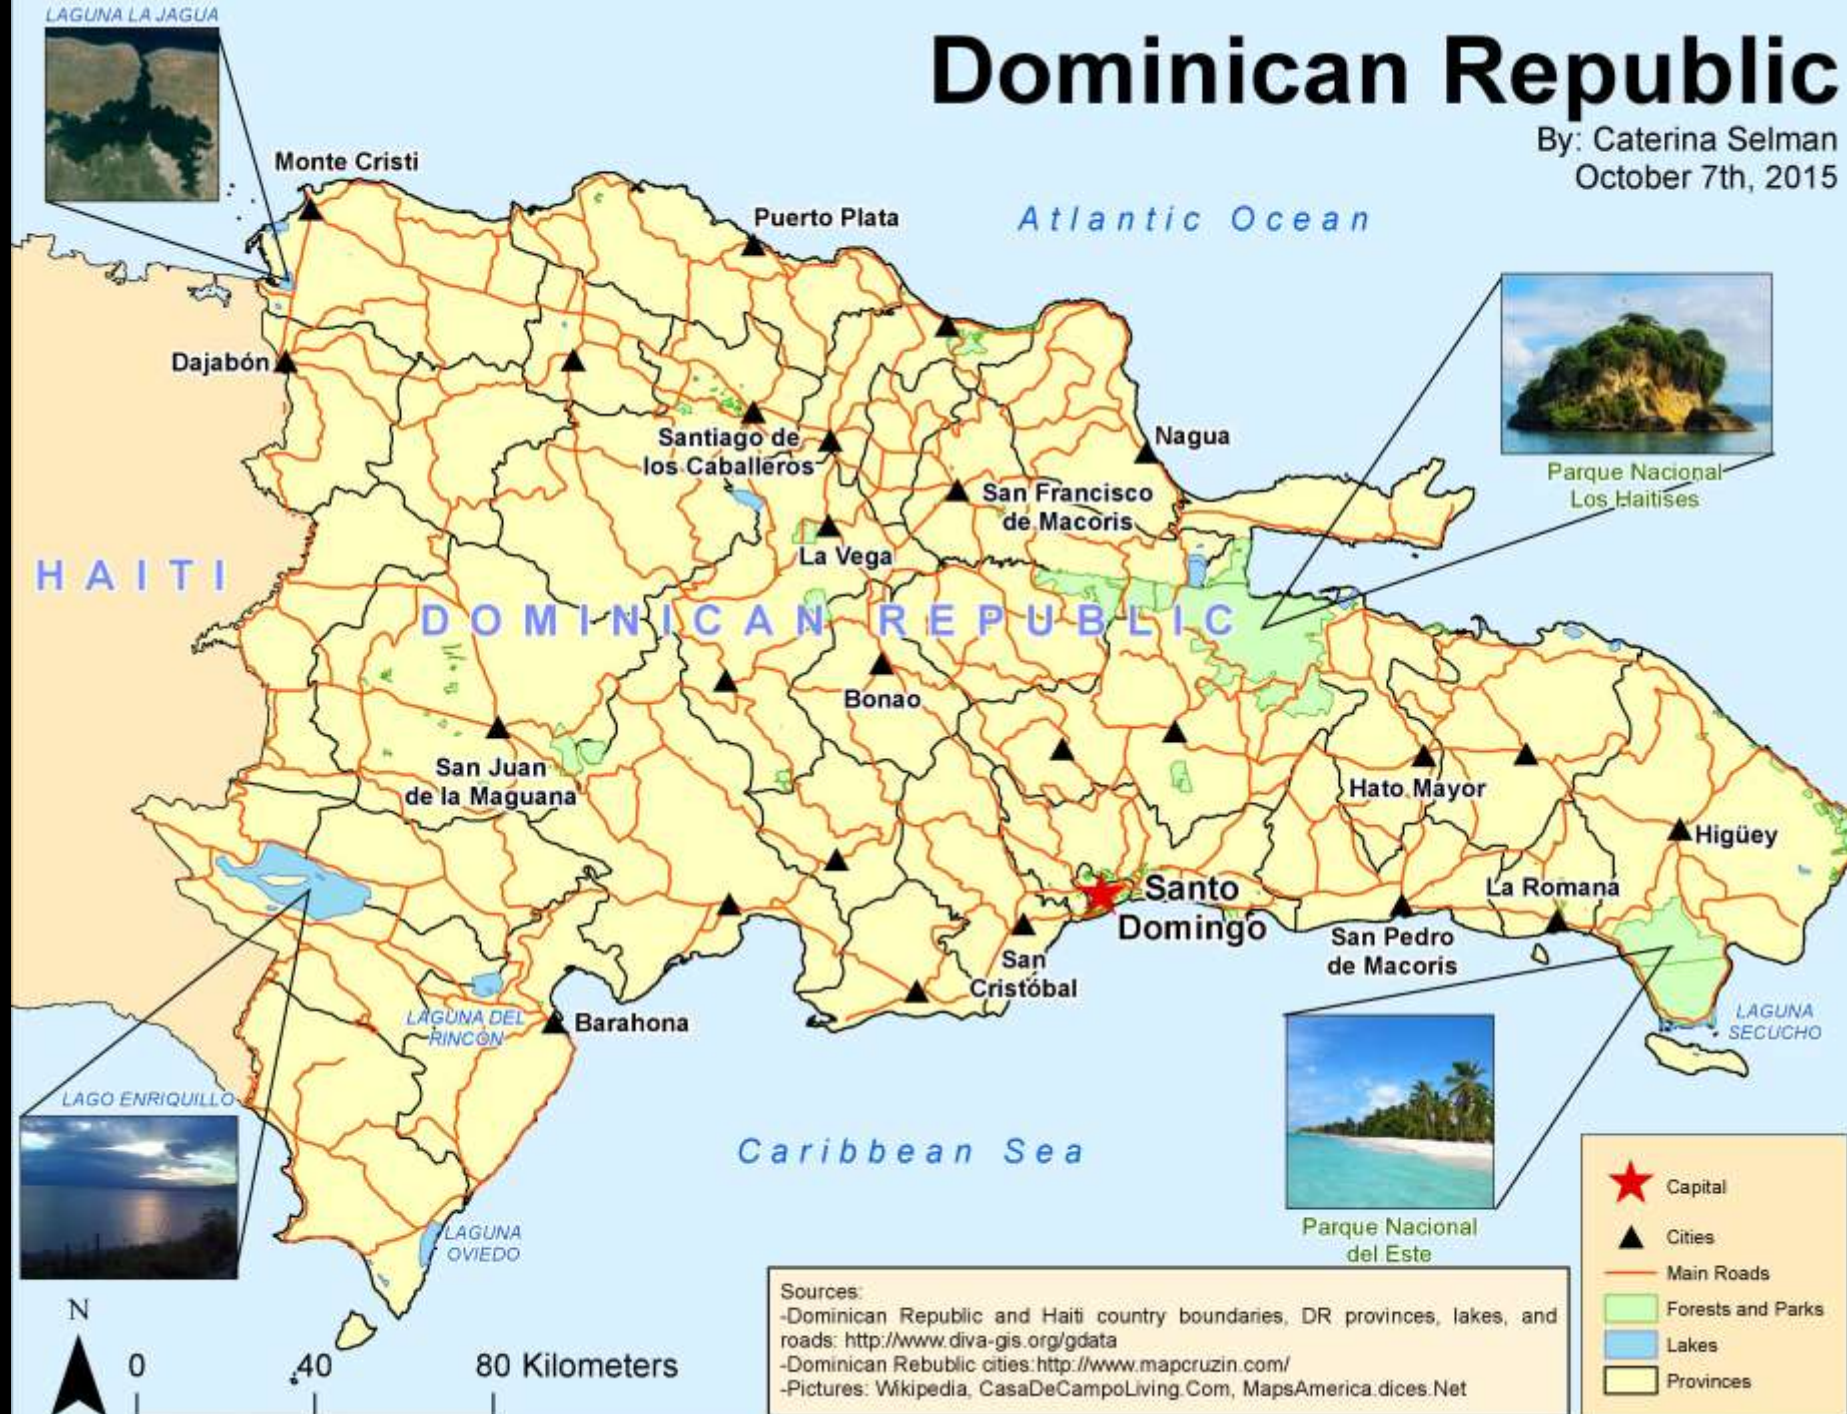 LAGUNA LA JAGUA
Dominican Republic
By: Caterina Selman
October 7th, 2015
Monte Cristi
Puerto Plata
Atlantic Ocean
Dajabón
Santiago de
los Caballeros
Nagua
Parque Nacional
Los Haitises
San Francisco
de Macoris
La Vega
HAITI
DOMINICAN REPUBLIC
Bonao
San Juan
de la Maguana
Hato Mayor
Higüey
La Romana
Santo
Domingo
San Pedro
de Macoris
San
Cristóbal
LAGUNA DEL
RINCON
Barahona
LAGUNA
SECUCHO
LAGO ENRIQUILLO
Caribbean Sea
LAGUNA
OVIEDO
Parque Nacional
del Este
Capital
Cities
Main Roads
Forests and Parks
Lakes
Provinces
N
0 40 80 Kilometers
Sources:
-Dominican Republic and Haiti country boundaries, DR provinces, lakes, and
roads: http://www.diva-gis.org/gdata
-Dominican Rebublic cities:http://www.mapcruzin.com/
-Pictures: Wikipedia, CasaDeCampoLiving.Com, MapsAmerica.dices.Net